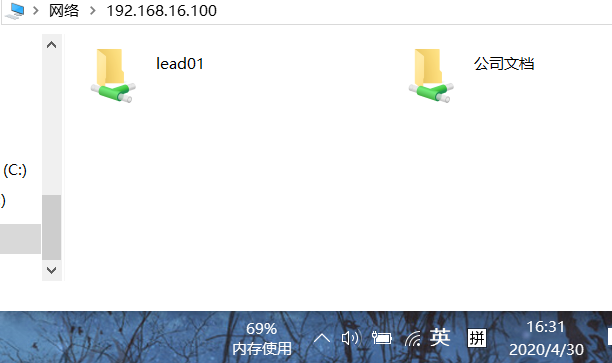 网络 > 192.168.16.100
lead01
公司文档
(C:)
)
69%
内存使用
英
拼
16:31
2020/4/30